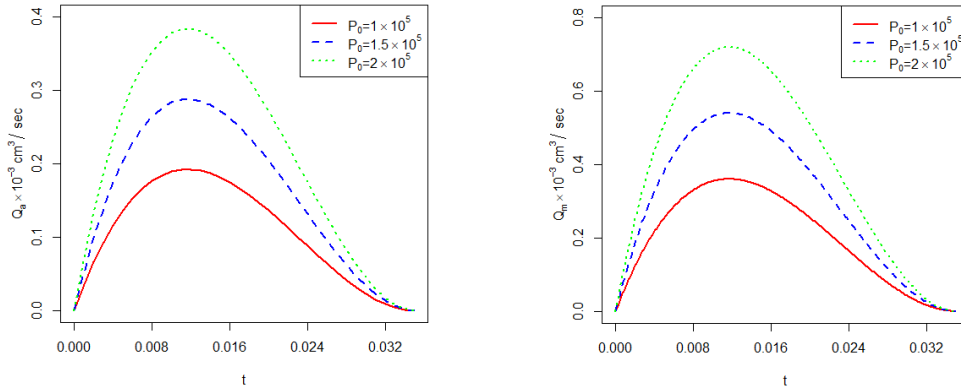 P₀=1×10⁵
P₀=1.5×10⁵
P₀=2×10⁵
0.4
0.3
0.2
0.1
0.0
Qₐ × 10⁻³ cm³/ sec
0.000
0.008
0.016
0.024
0.032
t
P₀=1×10⁵
P₀=1.5×10⁵
P₀=2×10⁵
0.8
0.6
0.4
0.2
0.0
Qₘ × 10⁻³ cm³/ sec
0.000
0.008
0.016
0.024
0.032
t